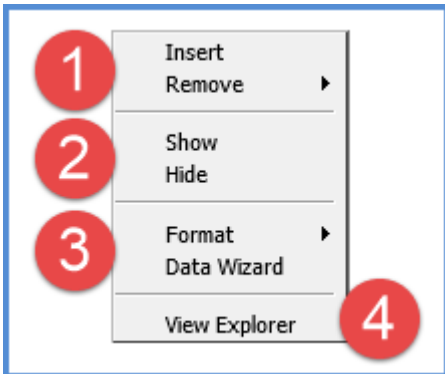 1
Insert
Remove
2
Show
Hide
3
Format
Data Wizard
View Explorer
4